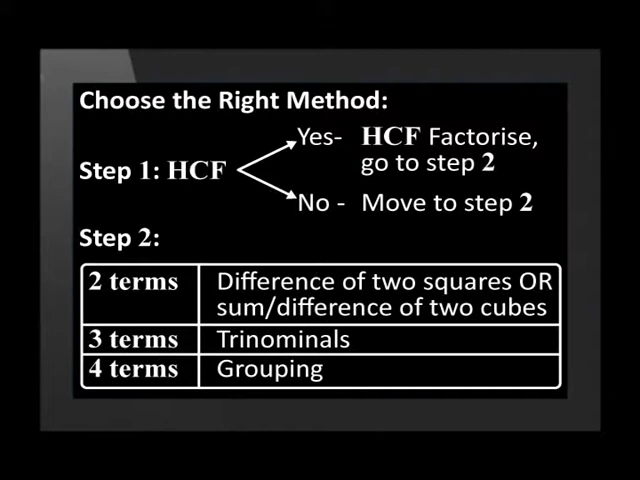 Choose the Right Method:
Yes- HCF Factorise,
go to step 2
Step 1: HCF
No - Move to step 2
Step 2:
2 terms Difference of two squares OR
sum/difference of two cubes
3 terms Trinominals
4 terms Grouping